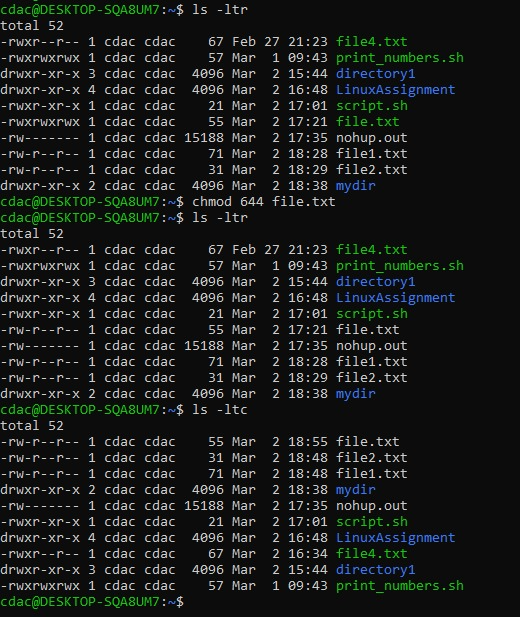 cdac@DESKTOP-SQA8UM7:~$ ls -ltr
total 52
-rwxr--r-- 1 cdac cdac    67 Feb 27 21:23 file4.txt
-rwxrwxrwx 1 cdac cdac    57 Mar  1 09:43 print_numbers.sh
drwxr-xr-x 3 cdac cdac  4096 Mar  2 15:44 directory1
drwxr-xr-x 4 cdac cdac  4096 Mar  2 16:48 LinuxAssignment
-rwxr-xr-x 1 cdac cdac    21 Mar  2 17:01 script.sh
-rwxrwxrwx 1 cdac cdac    55 Mar  2 17:21 file.txt
-rw------- 1 cdac cdac 15188 Mar  2 17:35 nohup.out
-rw-r--r-- 1 cdac cdac    71 Mar  2 18:28 file1.txt
-rw-r--r-- 1 cdac cdac    31 Mar  2 18:29 file2.txt
drwxr-xr-x 2 cdac cdac  4096 Mar  2 18:38 mydir
cdac@DESKTOP-SQA8UM7:~$ chmod 644 file.txt
cdac@DESKTOP-SQA8UM7:~$ ls -ltr
total 52
-rwxr--r-- 1 cdac cdac    67 Feb 27 21:23 file4.txt
-rwxrwxrwx 1 cdac cdac    57 Mar  1 09:43 print_numbers.sh
drwxr-xr-x 3 cdac cdac  4096 Mar  2 15:44 directory1
drwxr-xr-x 4 cdac cdac  4096 Mar  2 16:48 LinuxAssignment
-rwxr-xr-x 1 cdac cdac    21 Mar  2 17:01 script.sh
-rw-r--r-- 1 cdac cdac    55 Mar  2 17:21 file.txt
-rw------- 1 cdac cdac 15188 Mar  2 17:35 nohup.out
-rw-r--r-- 1 cdac cdac    71 Mar  2 18:28 file1.txt
-rw-r--r-- 1 cdac cdac    31 Mar  2 18:29 file2.txt
drwxr-xr-x 2 cdac cdac  4096 Mar  2 18:38 mydir
cdac@DESKTOP-SQA8UM7:~$ ls -ltc
total 52
-rw-r--r-- 1 cdac cdac    55 Mar  2 18:55 file.txt
-rw-r--r-- 1 cdac cdac    31 Mar  2 18:48 file2.txt
-rw-r--r-- 1 cdac cdac    71 Mar  2 18:48 file1.txt
drwxr-xr-x 2 cdac cdac  4096 Mar  2 18:38 mydir
-rw------- 1 cdac cdac 15188 Mar  2 17:35 nohup.out
-rwxr-xr-x 1 cdac cdac    21 Mar  2 17:01 script.sh
drwxr-xr-x 4 cdac cdac  4096 Mar  2 16:48 LinuxAssignment
-rwxr--r-- 1 cdac cdac    67 Mar  2 16:34 file4.txt
drwxr-xr-x 3 cdac cdac  4096 Mar  2 15:44 directory1
-rwxrwxrwx 1 cdac cdac    57 Mar  1 09:43 print_numbers.sh
cdac@DESKTOP-SQA8UM7:~$